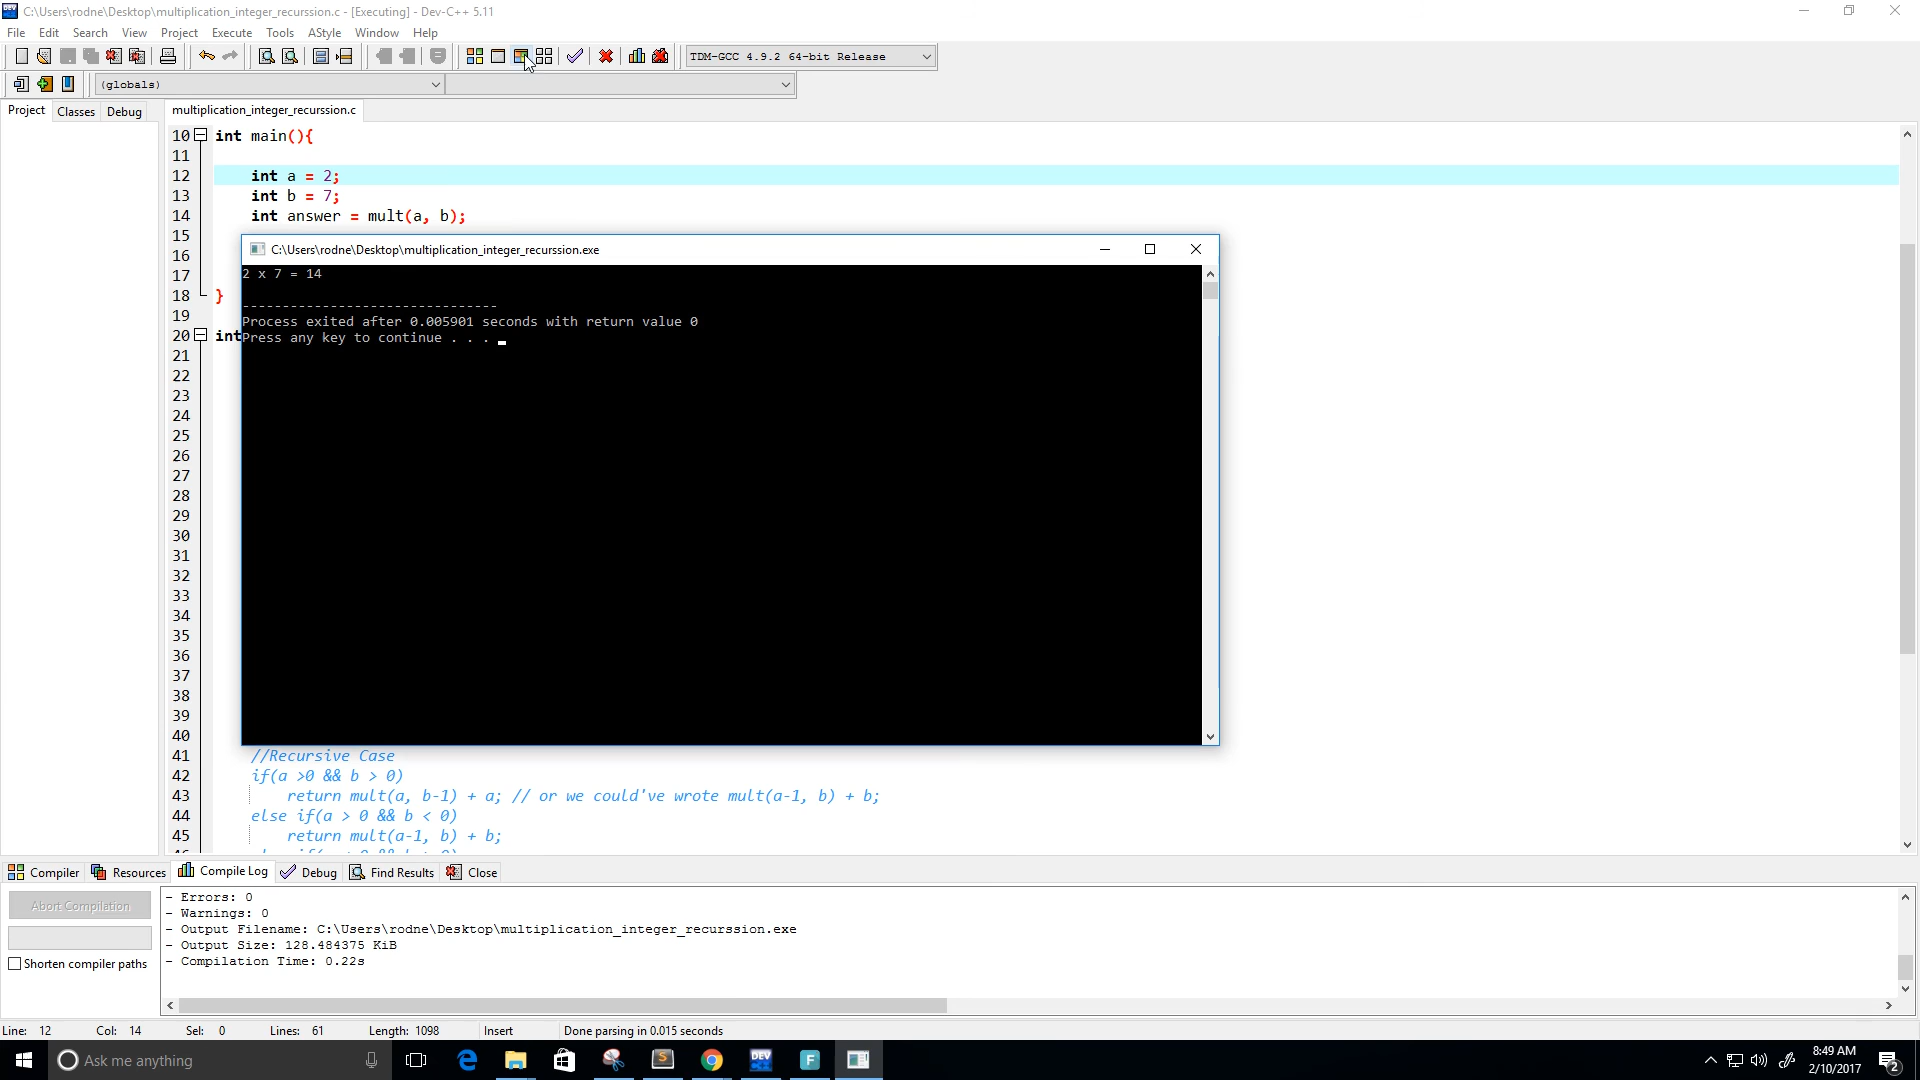 C:\Users\rodne\Desktop\multiplication_integer_recurssion.c - [Executing] - Dev-C++ 5.11
File Edit Search View Project Execute Tools AStyle Window Help
TDM-GCC 4.9.2 64-bit Release
(globals)
Project Classes Debug
multiplication_integer_recurssion.c
10 int main(){
11
12 int a = 2;
13 int b = 7;
14 int answer = mult(a, b);
15
16
17
18 }
19
20 int
21
22
23
24
25
26
27
28
29
30
31
32
33
34
35
36
37
38
39
40
C:\Users\rodne\Desktop\multiplication_integer_recurssion.exe
2 x 7 = 14
--------------------------------
Process exited after 0.005901 seconds with return value 0
Press any key to continue . . .
41 //Recursive Case
42 if(a >0 && b > 0)
43 return mult(a, b-1) + a; // or we could've wrote mult(a-1, b) + b;
44 else if(a > 0 && b < 0)
45 return mult(a-1, b) + b;
Compiler Resources Compile Log Debug Find Results Close
Abort Compilation
Shorten compiler paths
- Errors: 0
- Warnings: 0
- Output Filename: C:\Users\rodne\Desktop\multiplication_integer_recurssion.exe
- Output Size: 128.484375 KiB
- Compilation Time: 0.22s
Line: 12 Col: 14 Sel: 0 Lines: 61 Length: 1098 Insert Done parsing in 0.015 seconds
Ask me anything
DEV
F
8:49 AM
2/10/2017
2